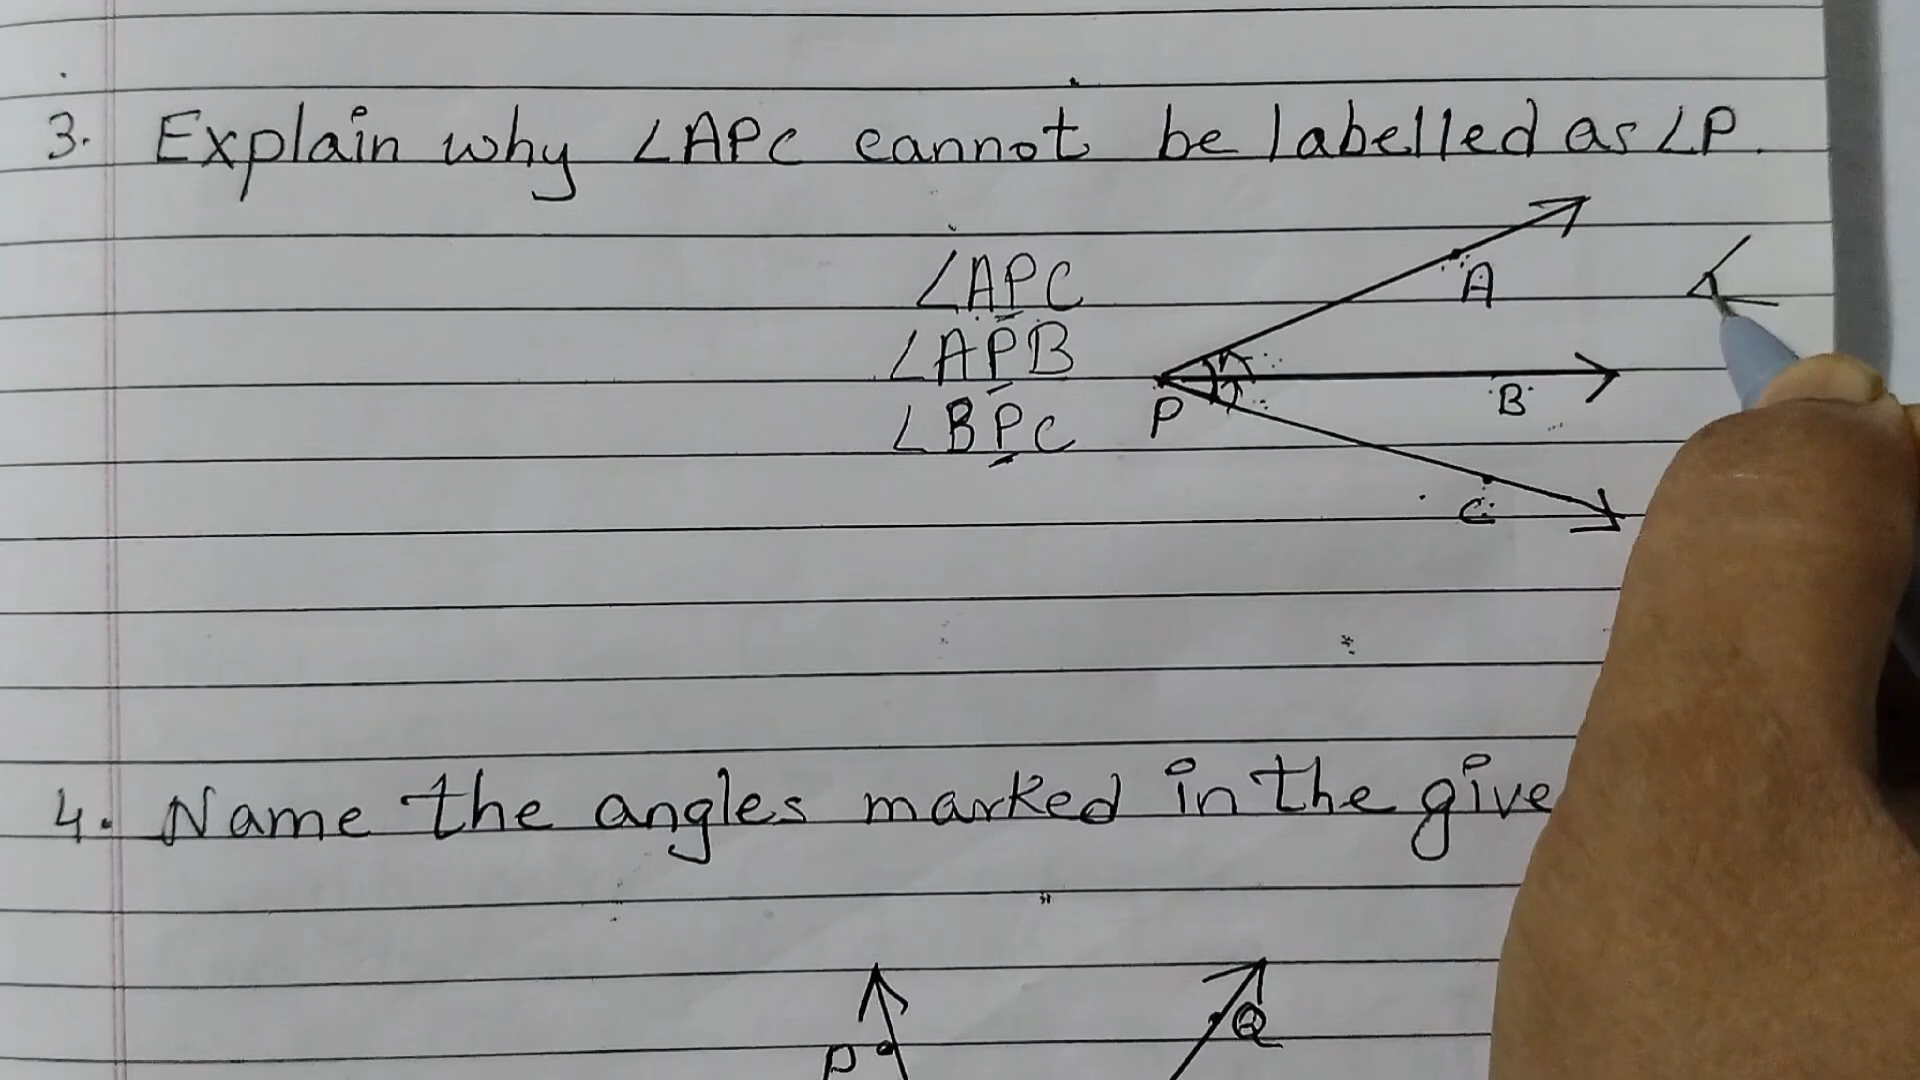 3. Explain why ∠APC cannot be labelled as ∠P.
∠APC
A
∠APB
B
P
∠BPC
C
4. Name the angles marked in the give
Q
P